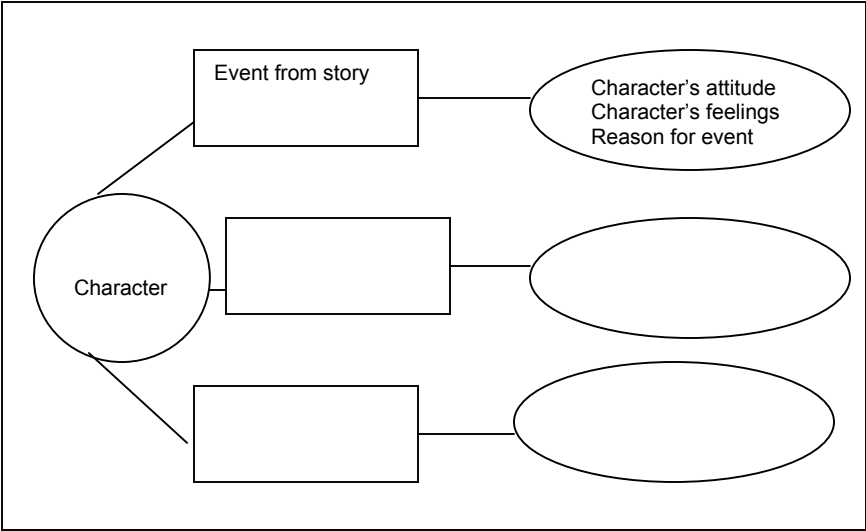 Event from story
Character’s attitude
Character’s feelings
Reason for event
Character